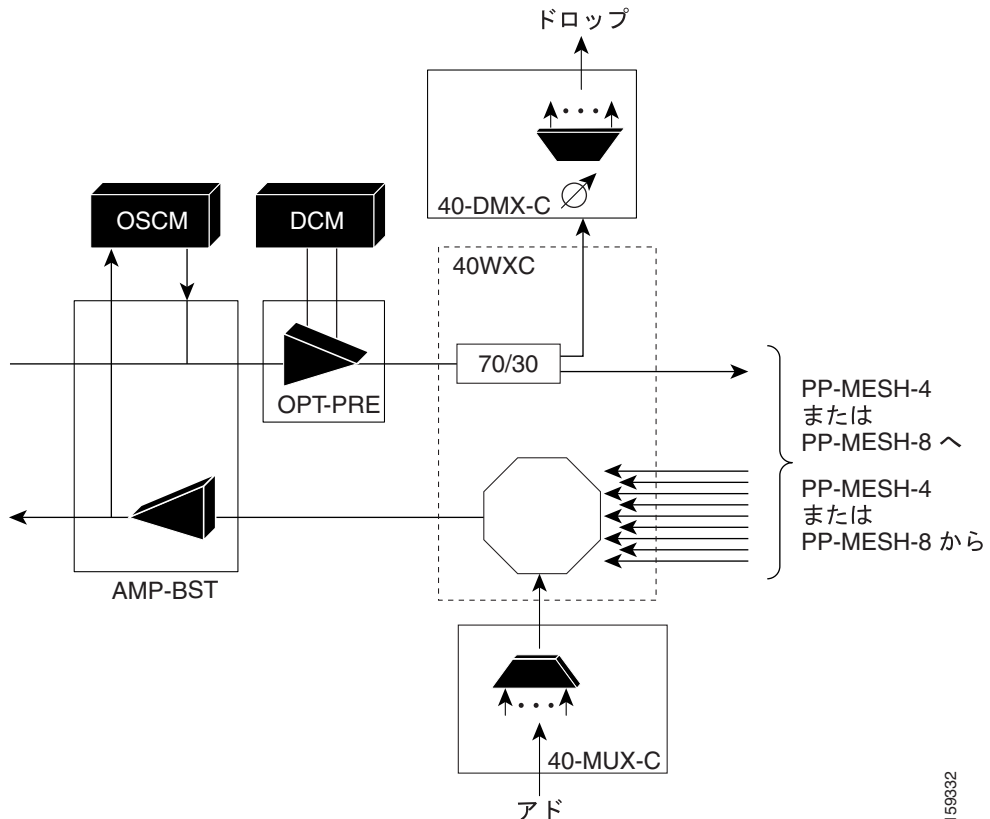 ドロップ
40-DMX-C
OSCM
DCM
40WXC
70/30
OPT-PRE
PP-MESH-4
または
PP-MESH-8 へ
PP-MESH-4
または
PP-MESH-8 から
AMP-BST
40-MUX-C
アド
159332